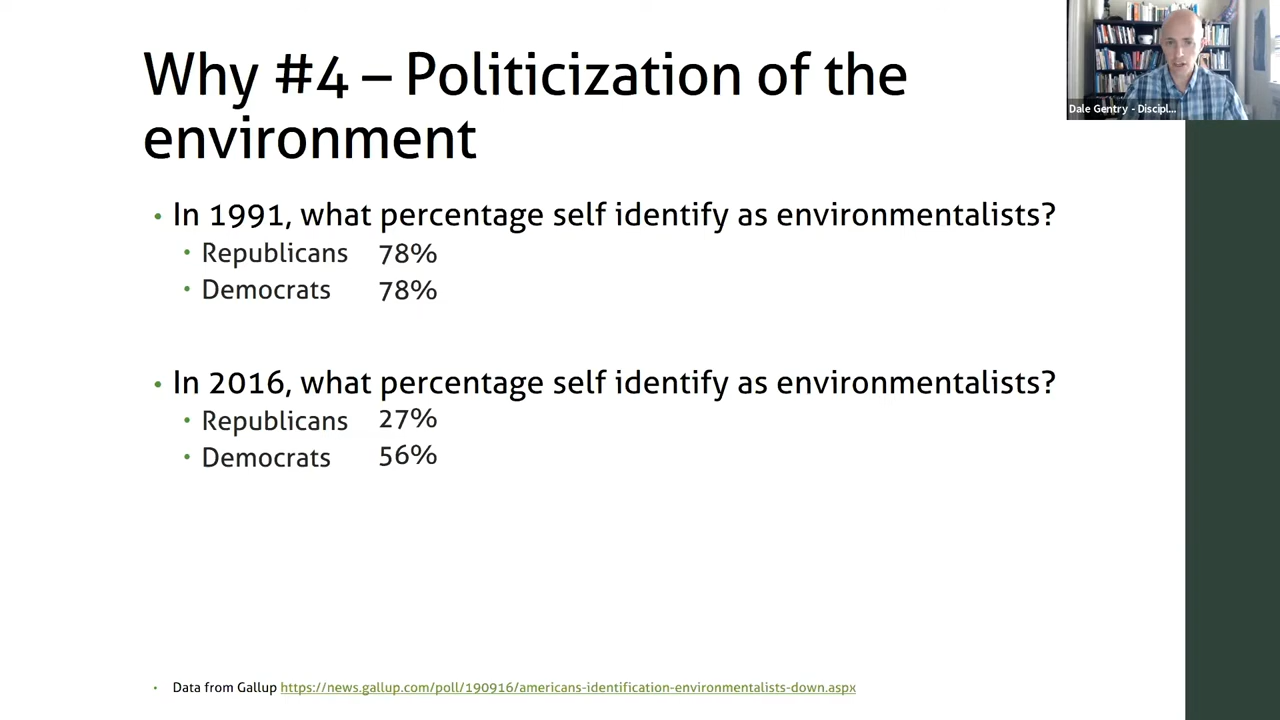 Why #4 – Politicization of the
environment
• In 1991, what percentage self identify as environmentalists?
• Republicans 78%
• Democrats 78%
• In 2016, what percentage self identify as environmentalists?
• Republicans 27%
• Democrats 56%
• Data from Gallup https://news.gallup.com/poll/190916/americans-identification-environmentalists-down.aspx
Dale Gentry - Discipl...